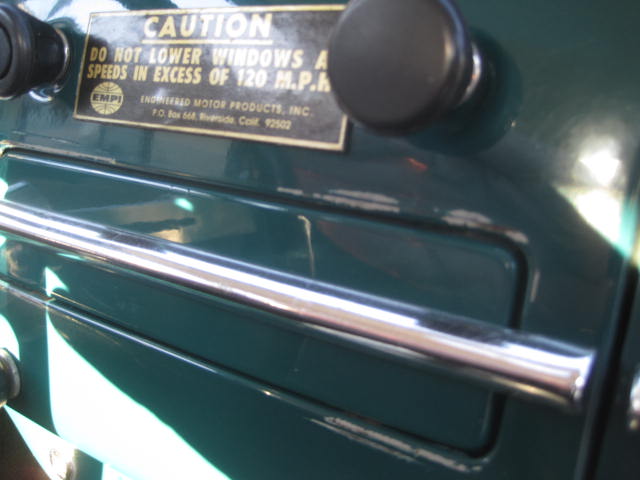 CAUTION
DO NOT LOWER WINDOWS A
SPEEDS IN EXCESS OF 120 M.P.H
EMPI
ENGINEERED MOTOR PRODUCTS, INC.
P.O. Box 668, Riverside, Calif. 92502